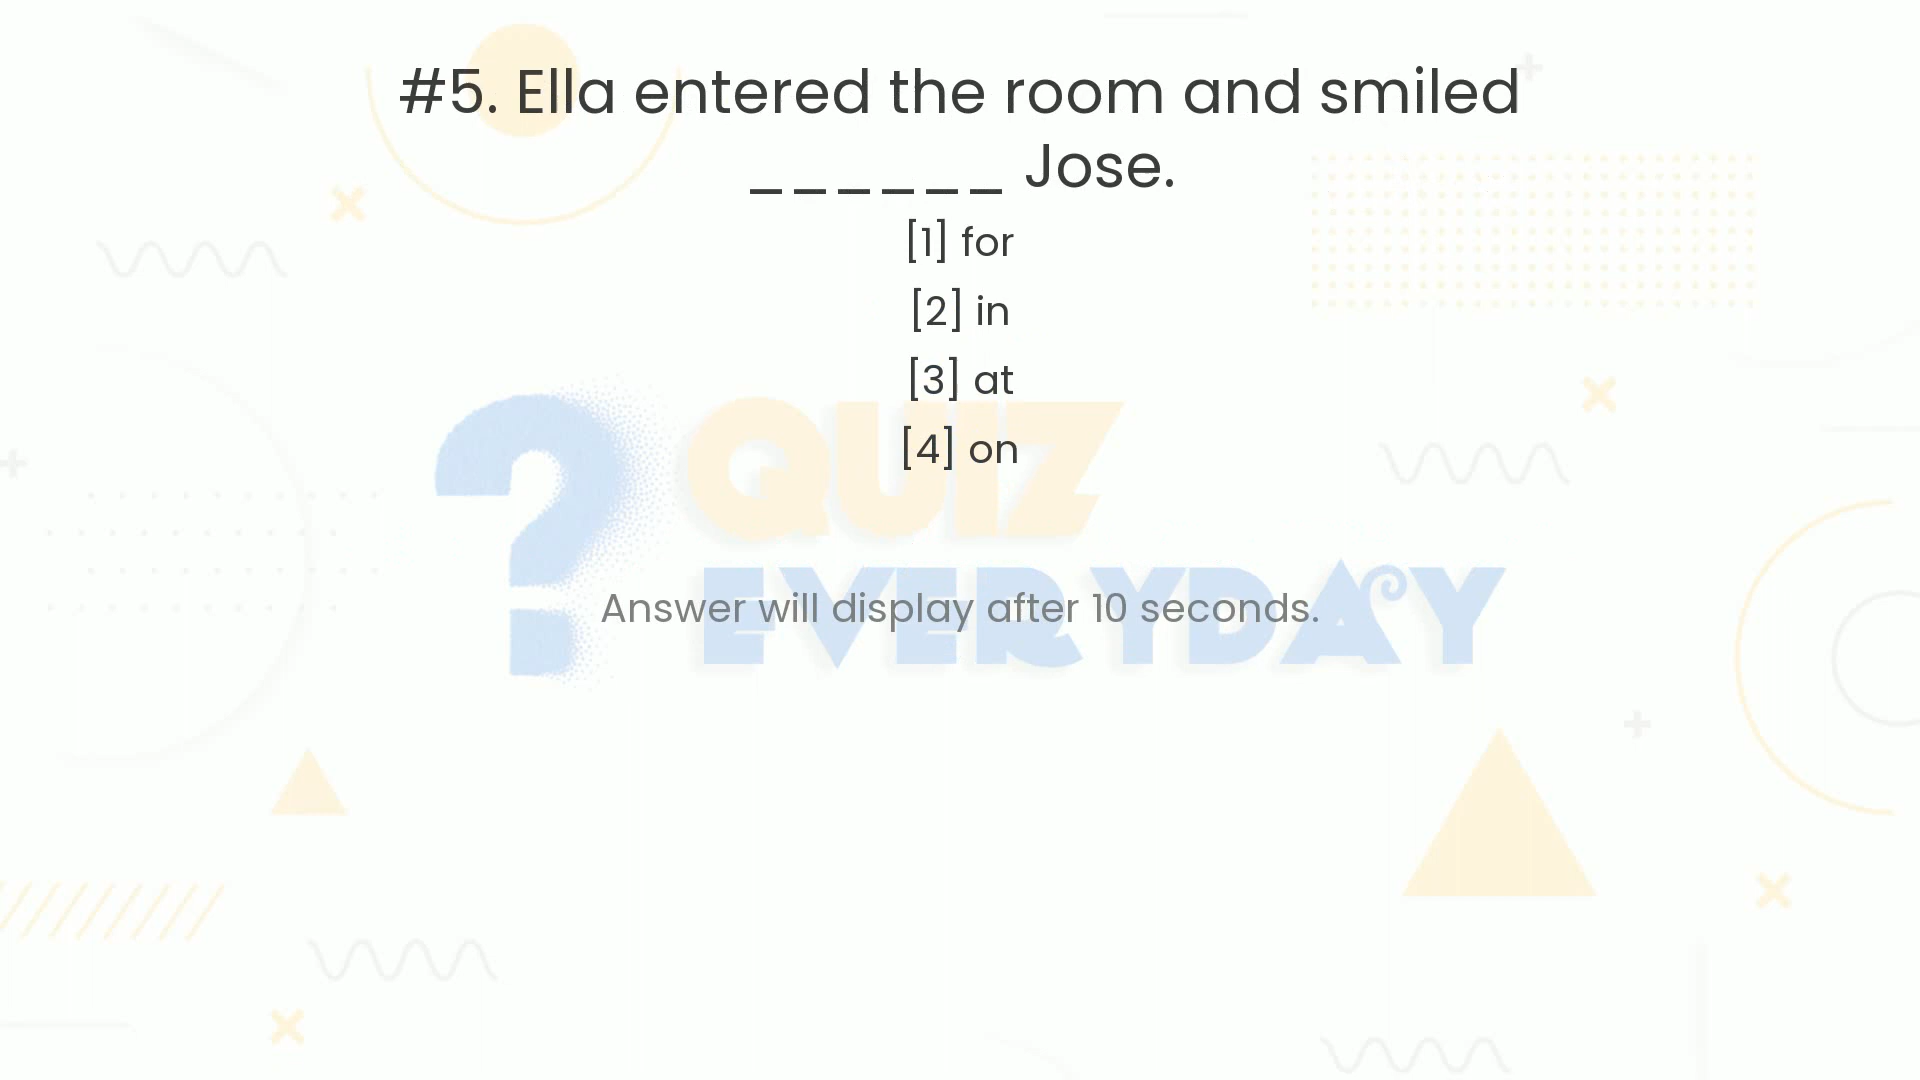 #5. Ella entered the room and smiled
______ Jose.
[1] for
[2] in
[3] at
[4] on
QUIZ
EVERYDAY
Answer will display after 10 seconds.